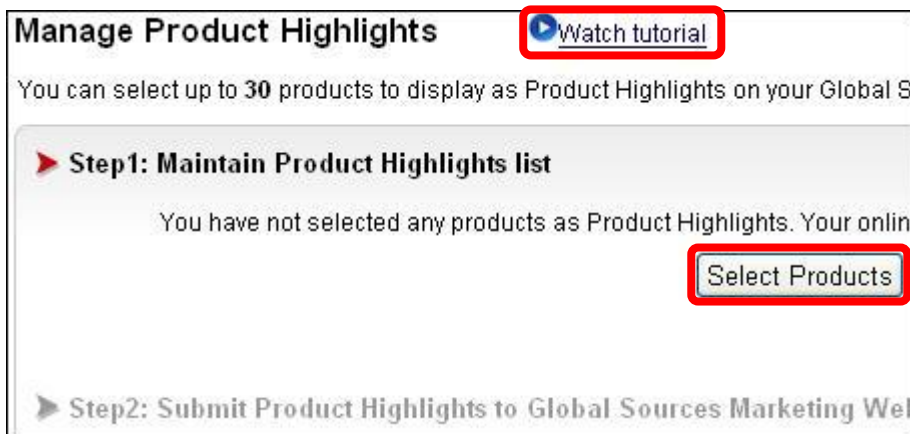 Manage Product Highlights Watch tutorial
You can select up to 30 products to display as Product Highlights on your Global S
Step1: Maintain Product Highlights list
You have not selected any products as Product Highlights. Your onlin
Select Products
Step2: Submit Product Highlights to Global Sources Marketing Wel